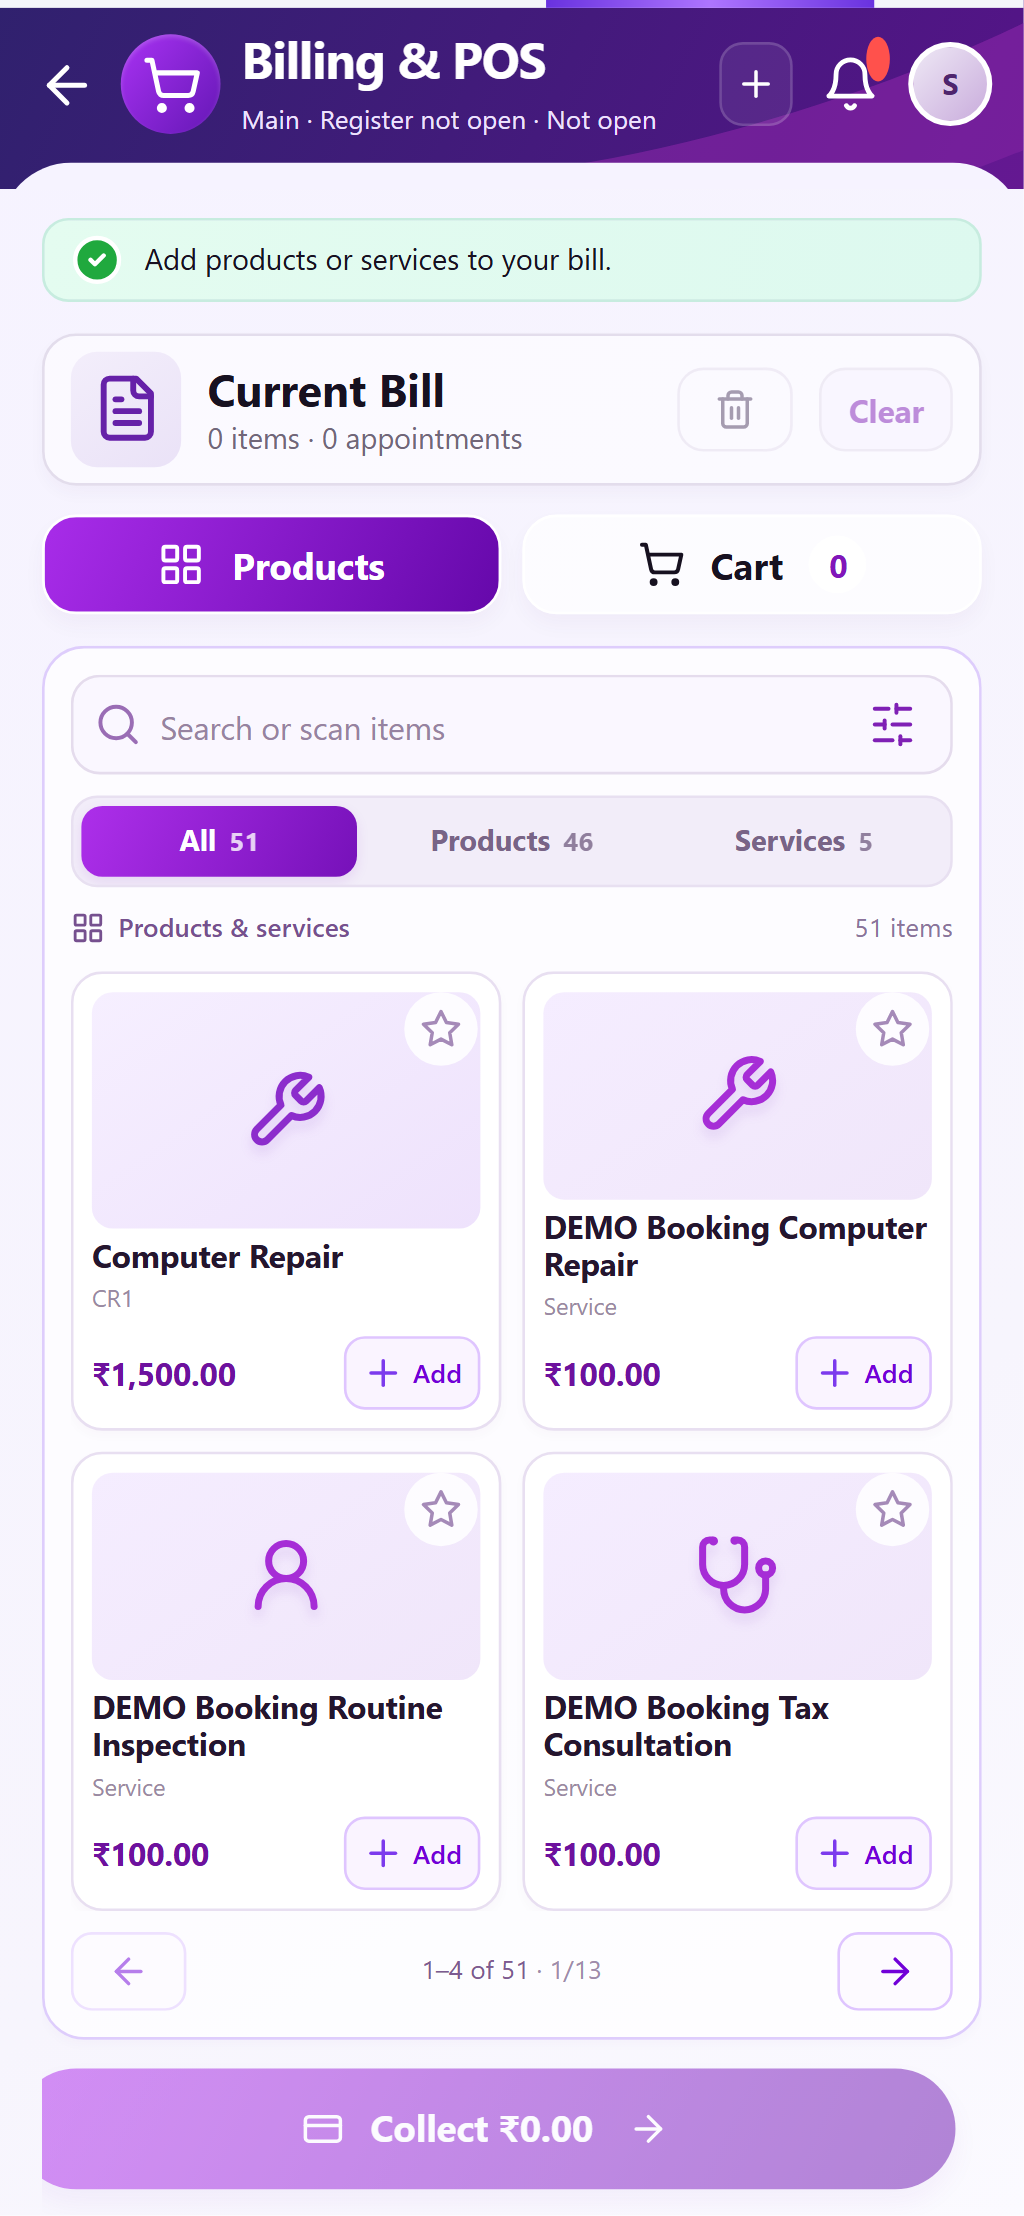 Billing & POS
Main · Register not open · Not open
S
Add products or services to your bill.
Current Bill
0 items · 0 appointments
Clear
Products
Cart 0
Search or scan items
All 51
Products 46
Services 5
Products & services
51 items
Computer Repair
CR1
₹1,500.00
Add
DEMO Booking Computer
Repair
Service
₹100.00
Add
DEMO Booking Routine
Inspection
Service
₹100.00
Add
DEMO Booking Tax
Consultation
Service
₹100.00
Add
1–4 of 51 · 1/13
Collect ₹0.00